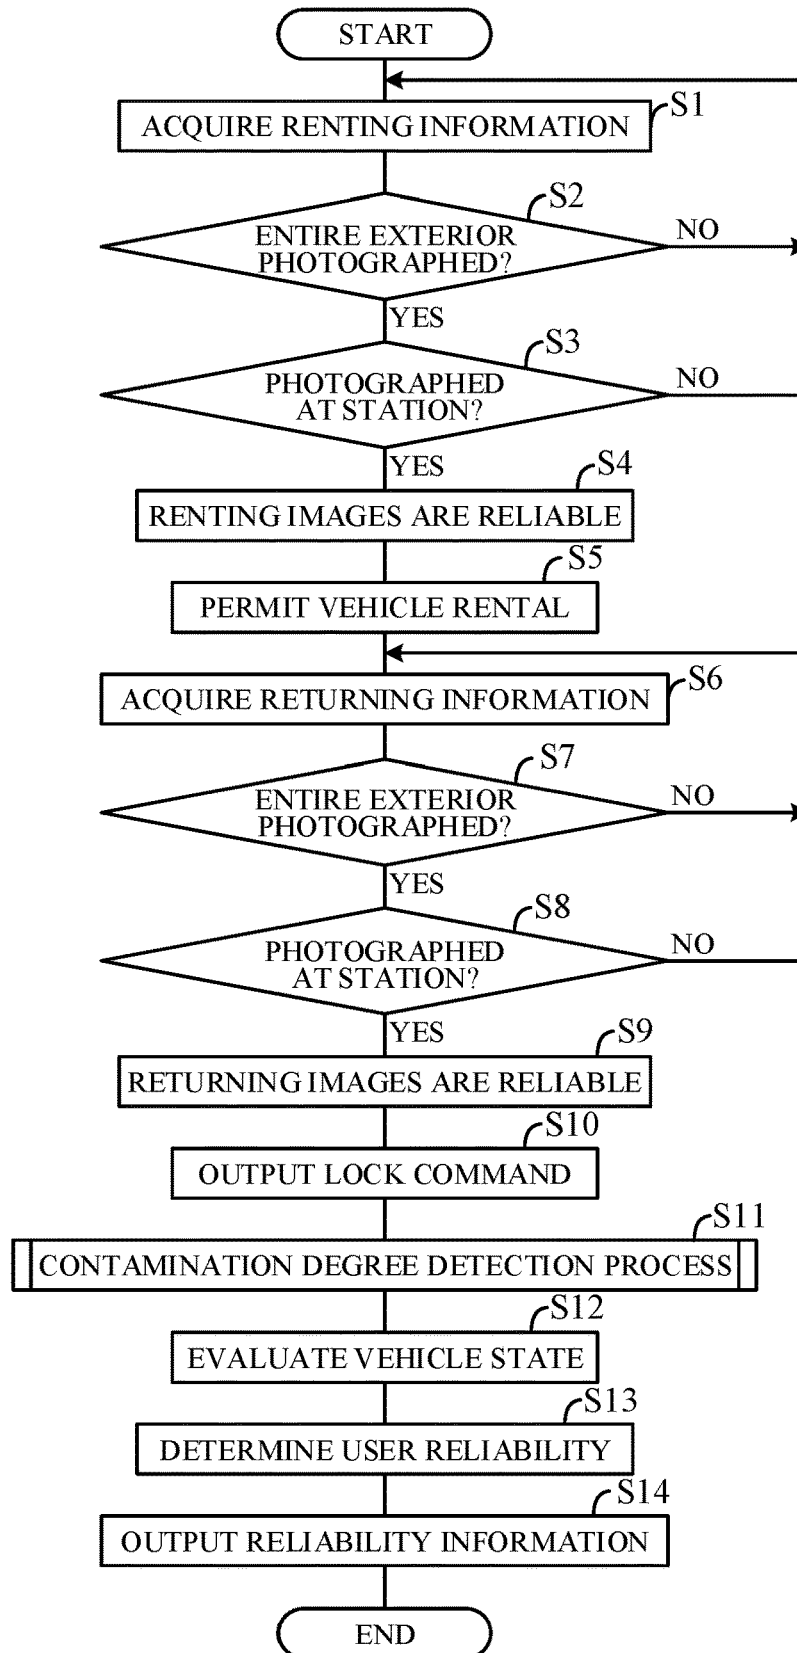 START
S1
ACQUIRE RENTING INFORMATION
S2
ENTIRE EXTERIOR
PHOTOGRAPHED?
NO
YES
S3
PHOTOGRAPHED
AT STATION?
NO
YES
S4
RENTING IMAGES ARE RELIABLE
S5
PERMIT VEHICLE RENTAL
S6
ACQUIRE RETURNING INFORMATION
S7
ENTIRE EXTERIOR
PHOTOGRAPHED?
NO
YES
S8
PHOTOGRAPHED
AT STATION?
NO
YES
S9
RETURNING IMAGES ARE RELIABLE
S10
OUTPUT LOCK COMMAND
S11
CONTAMINATION DEGREE DETECTION PROCESS
S12
EVALUATE VEHICLE STATE
S13
DETERMINE USER RELIABILITY
S14
OUTPUT RELIABILITY INFORMATION
END